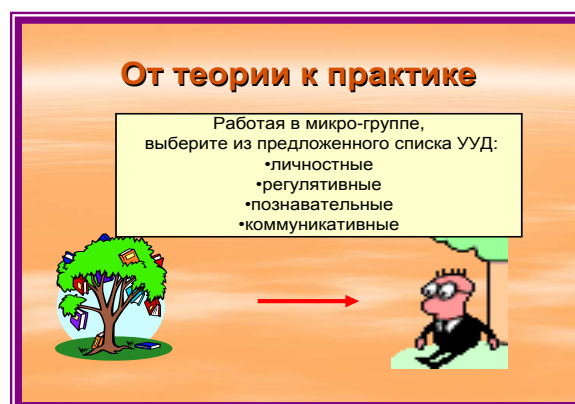 От теории к практике
Работая в микро-группе,
выберите из предложенного списка УУД:
•личностные
•регулятивные
•познавательные
•коммуникативные